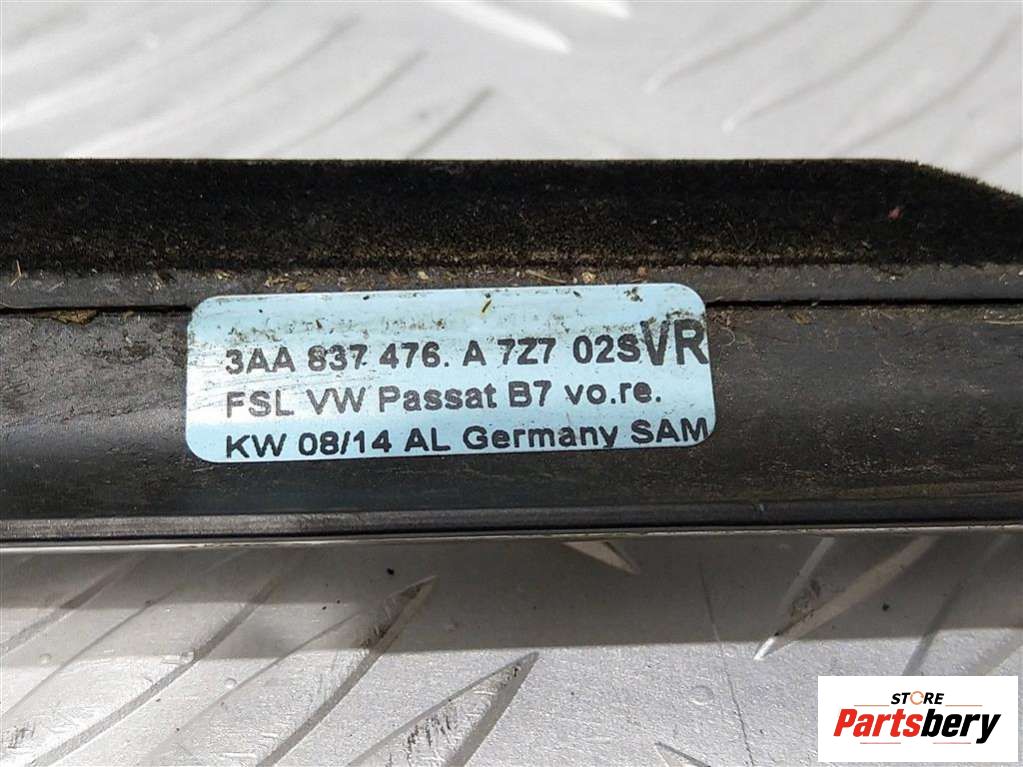 3AA 837 476. A 7Z7 02S VR
FSL VW Passat B7 vo.re.
KW 08/14 AL Germany SAM
STORE
Partsbery